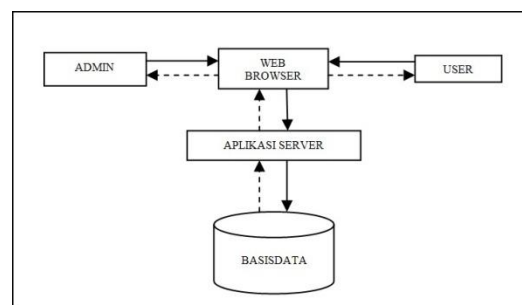 ADMIN
WEB
BROWSER
USER
APLIKASI SERVER
BASISDATA